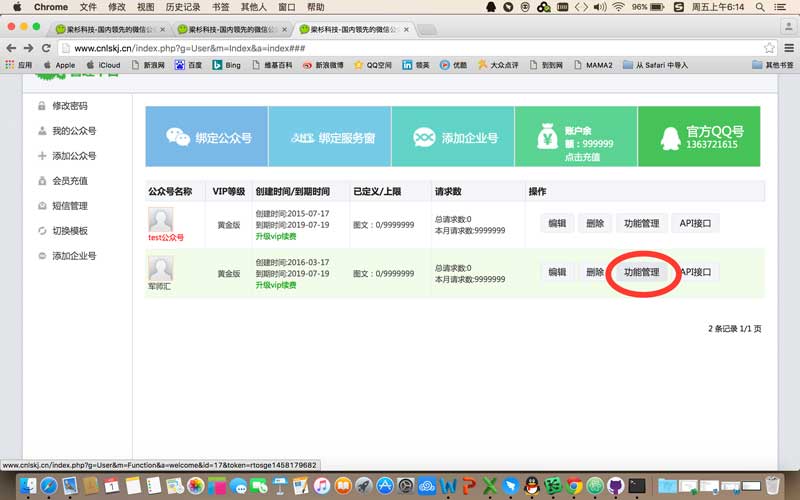 Chrome 文件 修改 视图 历史记录 书签 其他人 窗口 帮助 96% 周五上午6:14
梁杉科技-国内领先的微信公 梁杉科技-国内领先的微信公 梁杉科技-国内领先的微信公
www.cnlskj.cn/index.php?g=User&m=Index&a=index###
应用 Apple iCloud 新浪网 百度 Bing 维基百科 新浪微博 QQ空间 领英 优酷 大众点评 到到网 MAMA2 从 Safari 中导入 其他书签
修改密码
我的公众号
添加公众号
会员充值
短信管理
切换模板
添加企业号
绑定公众号
绑定服务窗
添加企业号
账户余
额：999999
点击充值
官方QQ号
1363721615
公众号名称 VIP等级 创建时间/到期时间 已定义/上限 请求数 操作
test公众号 黄金版
创建时间:2015-07-17
到期时间:2019-07-19
升级vip续费
图文：0/9999999
总请求数:0
本月请求数:9999999
编辑 删除 功能管理 API接口
军师汇 黄金版
创建时间:2016-03-17
到期时间:2019-07-19
升级vip续费
图文：0/9999999
总请求数:0
本月请求数:9999999
编辑 删除 功能管理 API接口
2 条记录 1/1 页
www.cnlskj.cn/index.php?g=User&m=Function&a=welcome&id=17&token=rtosge1458179682